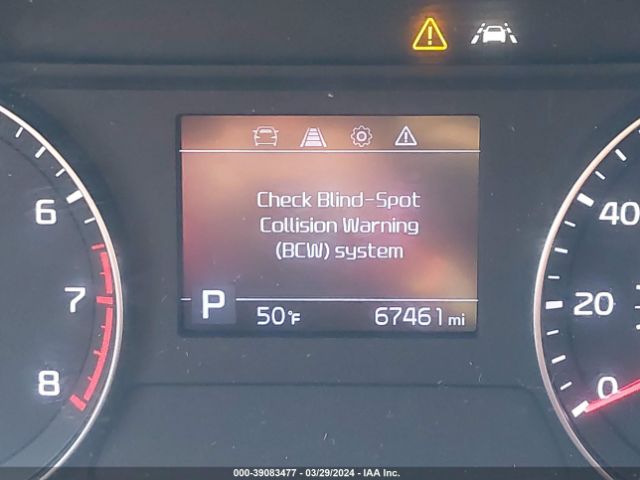 Check Blind-Spot
Collision Warning
(BCW) system
6
7
8
40
20
0
P 50°F 67461 mi
000-39083477 - 03/29/2024 - IAA Inc.